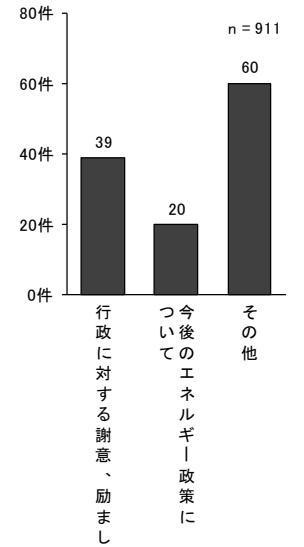 80件
n = 911
60
60件
39
40件
20
20件
0件
行政に対する謝意、励まし
今後のエネルギー政策に
ついて
その他